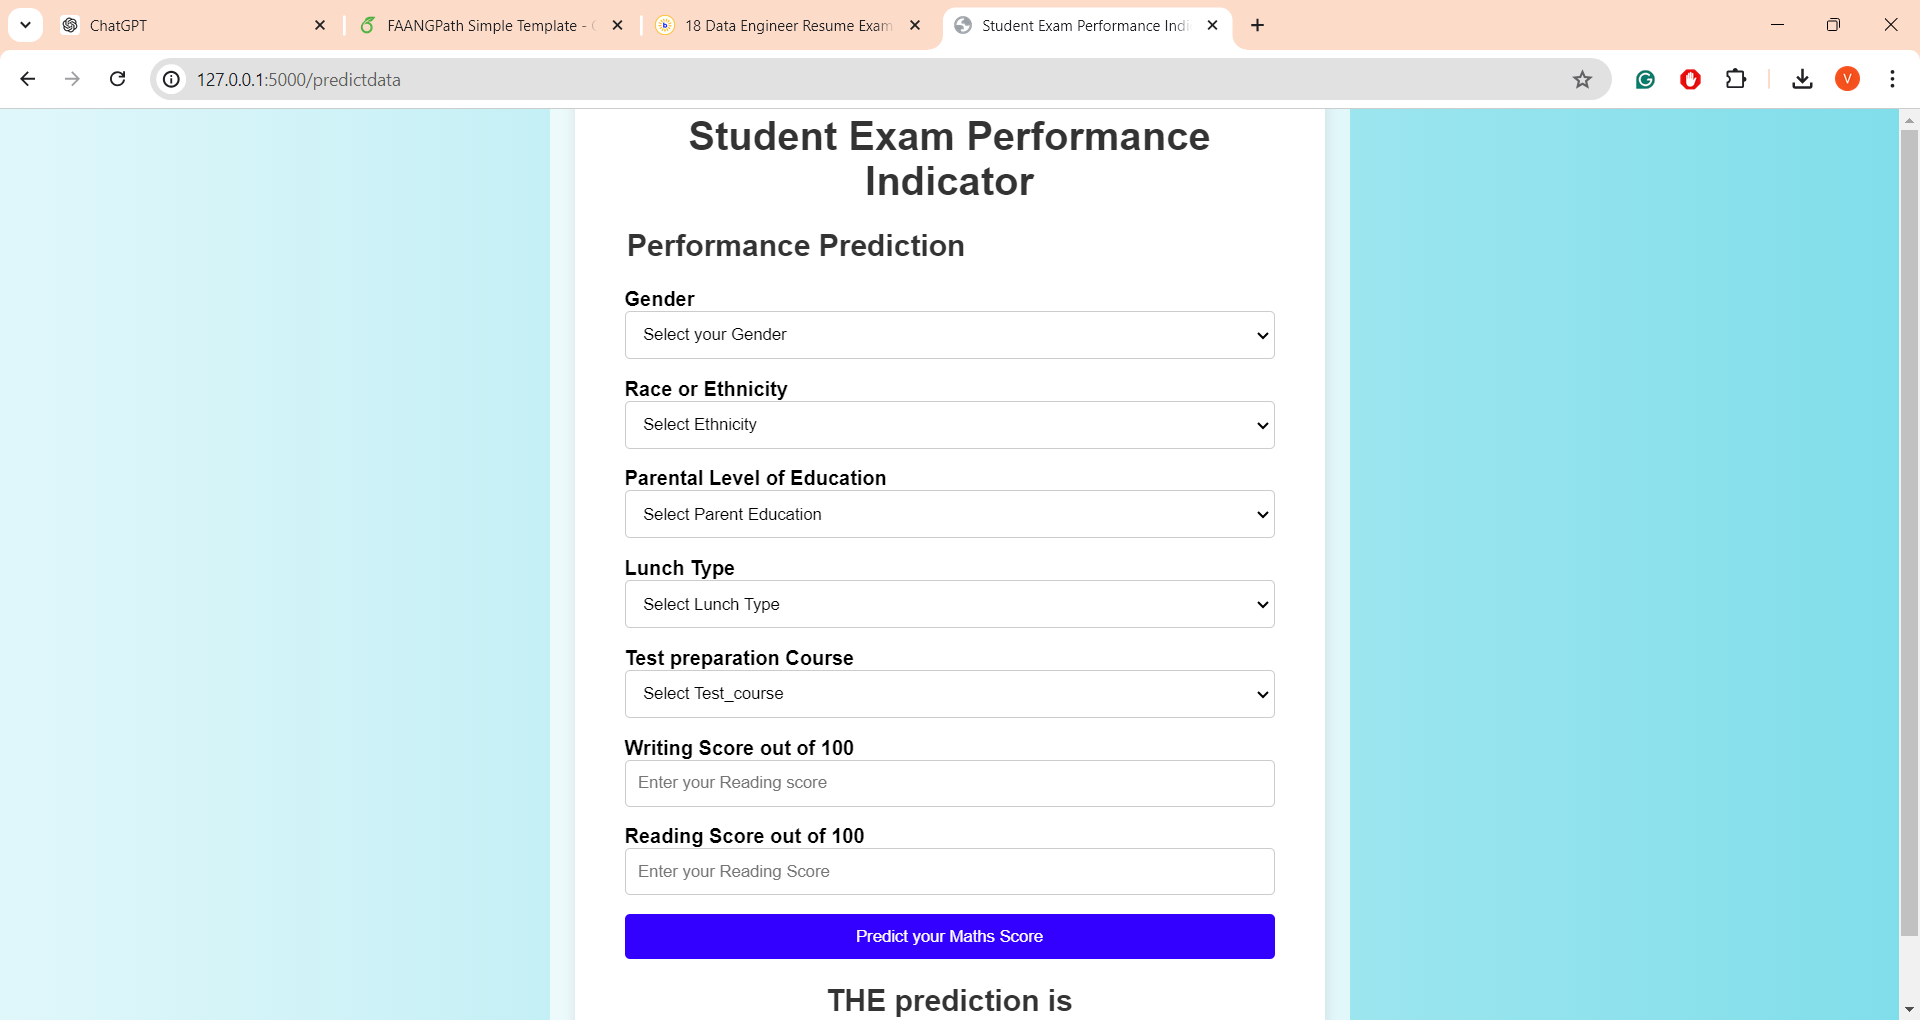 ChatGPT
FAANGPath Simple Template -
18 Data Engineer Resume Exam
Student Exam Performance Indi
127.0.0.1:5000/predictdata
V
Student Exam Performance
Indicator
Performance Prediction
Gender
Select your Gender
Race or Ethnicity
Select Ethnicity
Parental Level of Education
Select Parent Education
Lunch Type
Select Lunch Type
Test preparation Course
Select Test_course
Writing Score out of 100
Enter your Reading score
Reading Score out of 100
Enter your Reading Score
Predict your Maths Score
THE prediction is